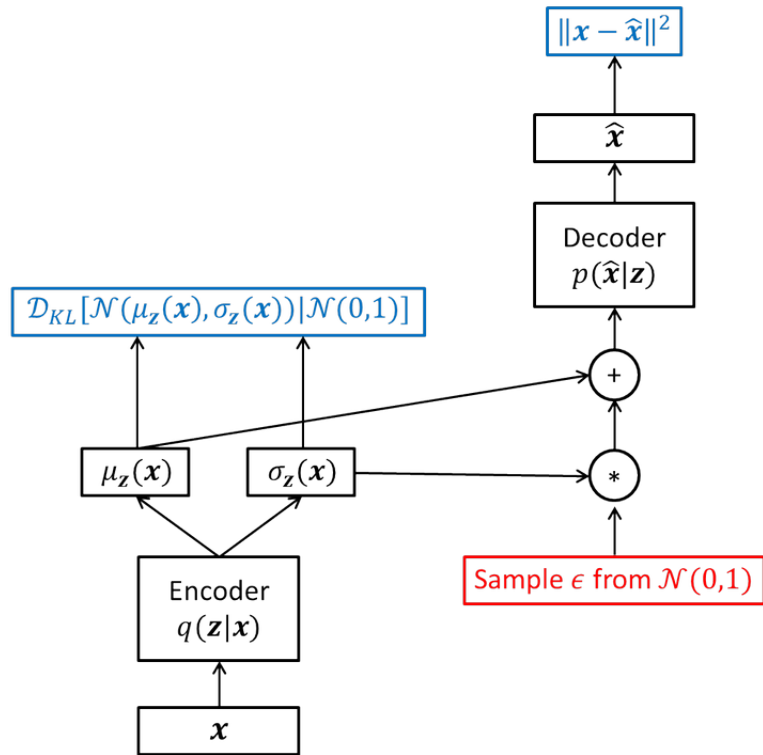 ‖𝒙 − 𝒙̂‖²
𝒙̂
Decoder
p(𝒙̂|𝒛)
𝒟_KL[𝒩(μ_𝐳(𝒙), σ_𝐳(𝒙))|𝒩(0,1)]
+
μ_𝐳(𝒙)
σ_𝐳(𝒙)
*
Sample ϵ from 𝒩(0,1)
Encoder
q(𝒛|𝒙)
𝒙